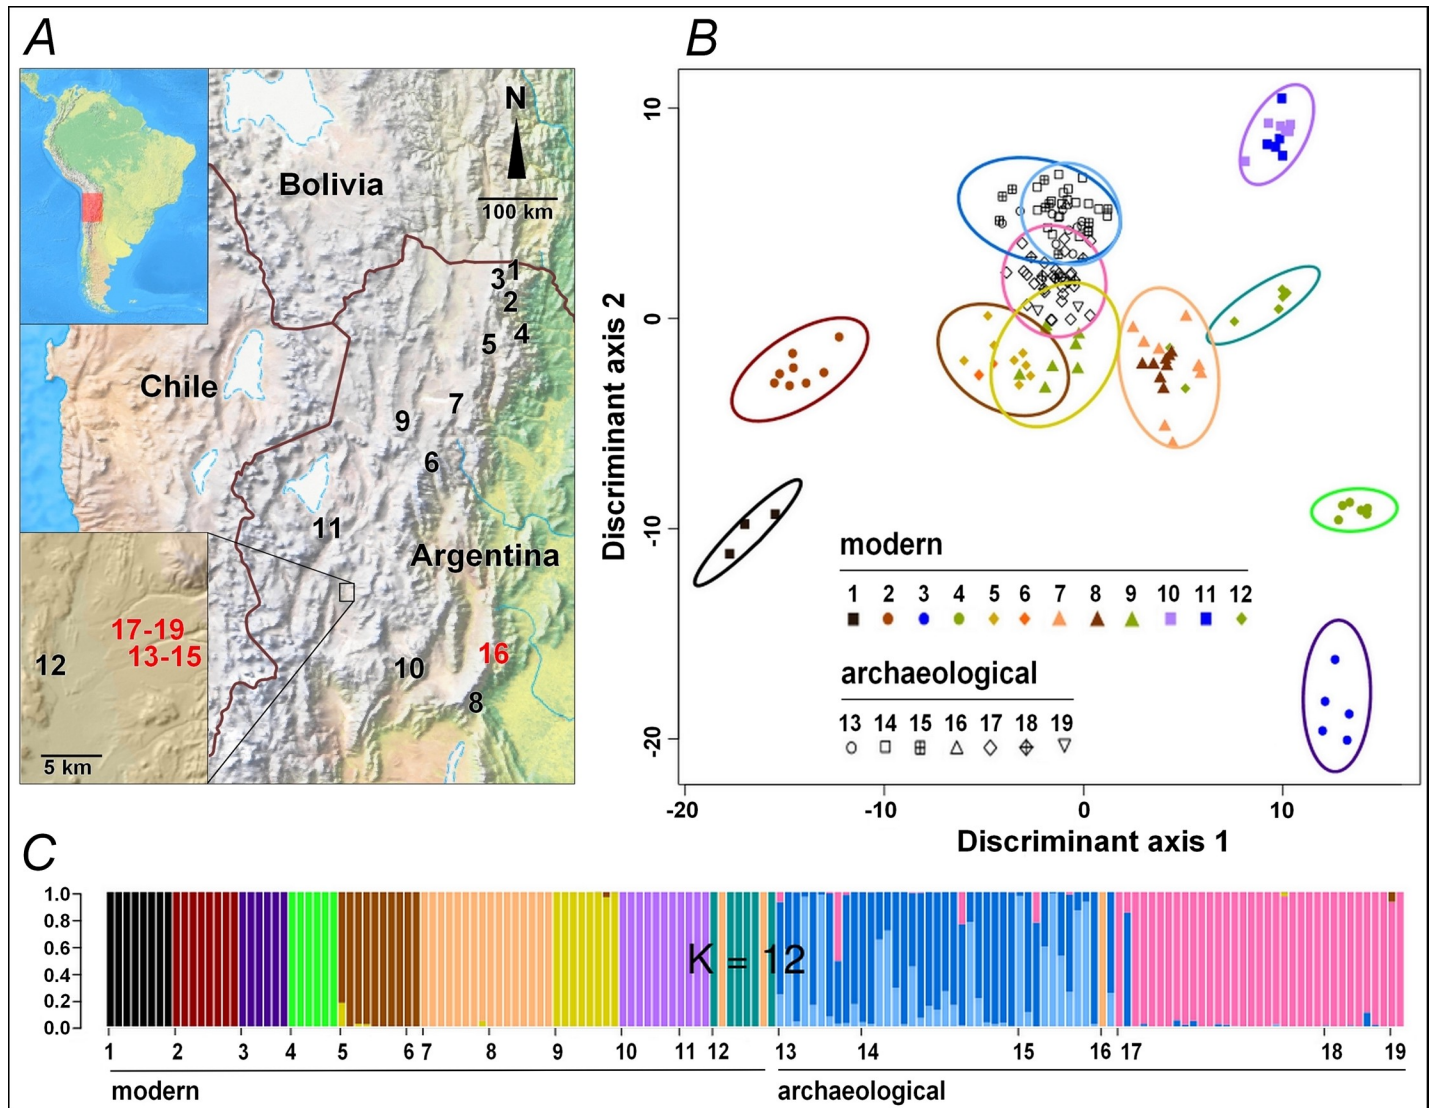 A
Bolivia
N
100 km
1
3
2
4
5
Chile
7
9
6
11
Argentina
17-19
13-15
12
16
10
8
5 km
B
10
0
-10
-20
Discriminant axis 2
modern
1 2 3 4 5 6 7 8 9 10 11 12
archaeological
13 14 15 16 17 18 19
-20 -10 0 10
Discriminant axis 1
C
1.0
0.8
0.6
0.4
0.2
0.0
K = 12
1 2 3 4 5 6 7 8 9 10 11 12 13 14 15 16 17 18 19
modern archaeological